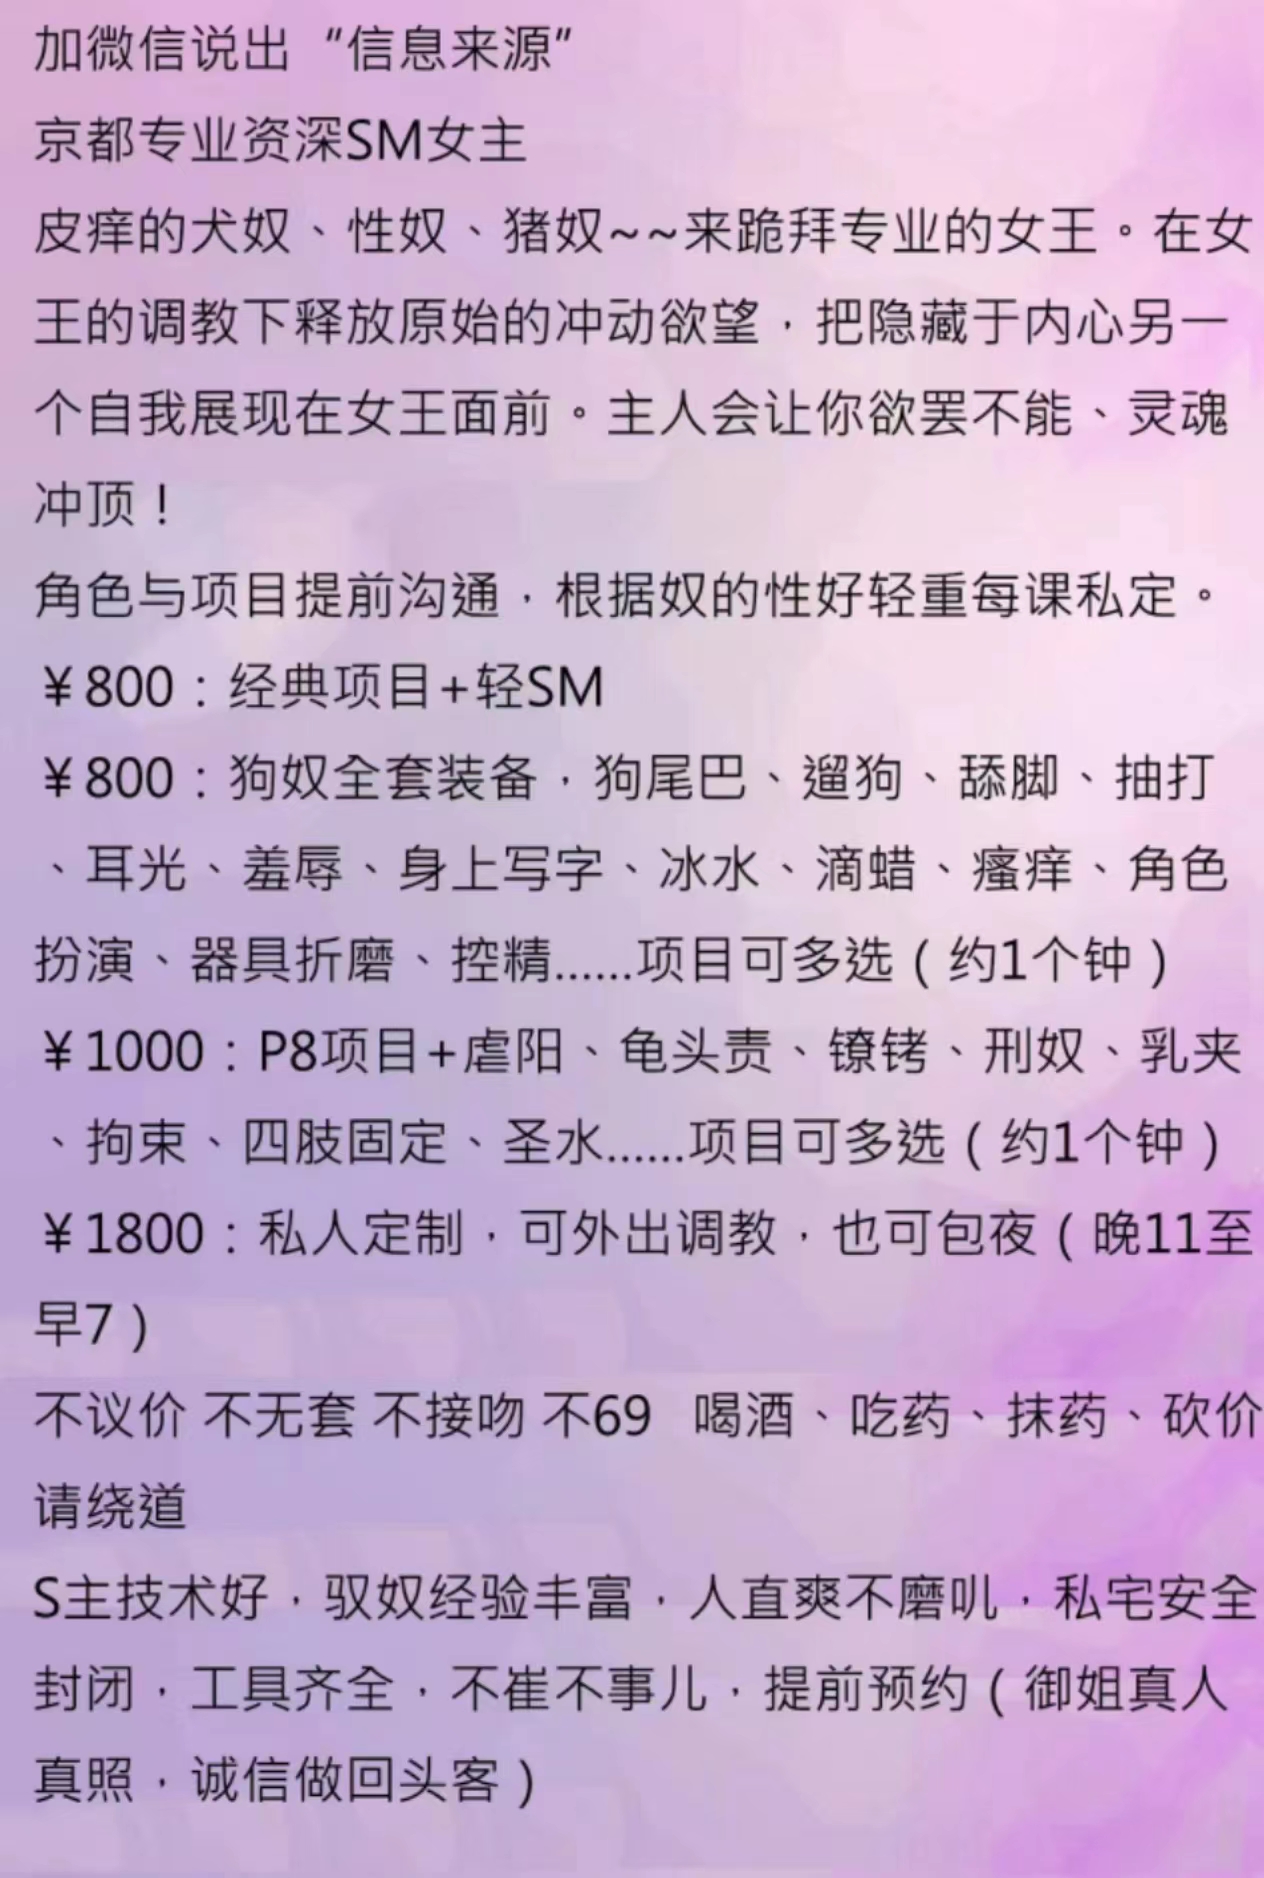 加微信说出“信息来源”
京都专业资深SM女主
皮痒的犬奴、性奴、猪奴~~来跪拜专业的女王。在女
王的调教下释放原始的冲动欲望，把隐藏于内心另一
个自我展现在女王面前。主人会让你欲罢不能、灵魂
冲顶！
角色与项目提前沟通，根据奴的性好轻重每课私定。
￥800：经典项目+轻SM
￥800：狗奴全套装备，狗尾巴、遛狗、舔脚、抽打
、耳光、羞辱、身上写字、冰水、滴蜡、瘙痒、角色
扮演、器具折磨、控精......项目可多选（约1个钟）
￥1000：P8项目+虐阳、龟头责、镣铐、刑奴、乳夹
、拘束、四肢固定、圣水......项目可多选（约1个钟）
￥1800：私人定制，可外出调教，也可包夜（晚11至
早7）
不议价 不无套 不接吻 不69 喝酒、吃药、抹药、砍价
请绕道
S主技术好，驭奴经验丰富，人直爽不磨叽，私宅安全
封闭，工具齐全，不崔不事儿，提前预约（御姐真人
真照，诚信做回头客）